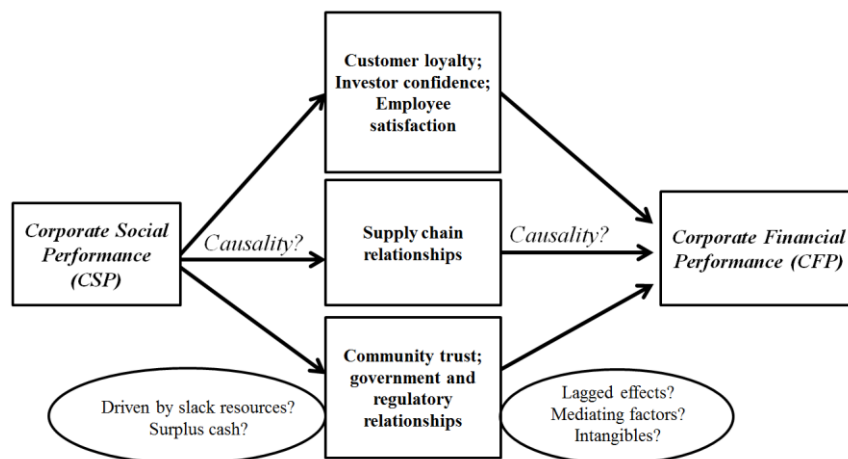 Customer loyalty;
Investor confidence;
Employee
satisfaction
Corporate Social
Performance
(CSP)
Causality?
Supply chain
relationships
Causality?
Corporate Financial
Performance (CFP)
Community trust;
government and
regulatory
relationships
Driven by slack resources?
Surplus cash?
Lagged effects?
Mediating factors?
Intangibles?